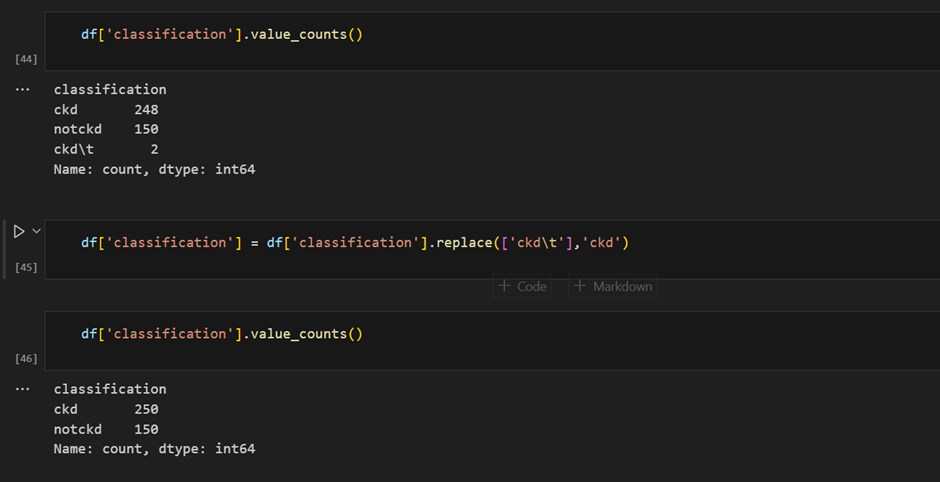 df['classification'].value_counts()
[44]
... classification
ckd 248
notckd 150
ckd\t 2
Name: count, dtype: int64
df['classification'] = df['classification'].replace(['ckd\t'],'ckd')
[45]
+ Code + Markdown
df['classification'].value_counts()
[46]
... classification
ckd 250
notckd 150
Name: count, dtype: int64